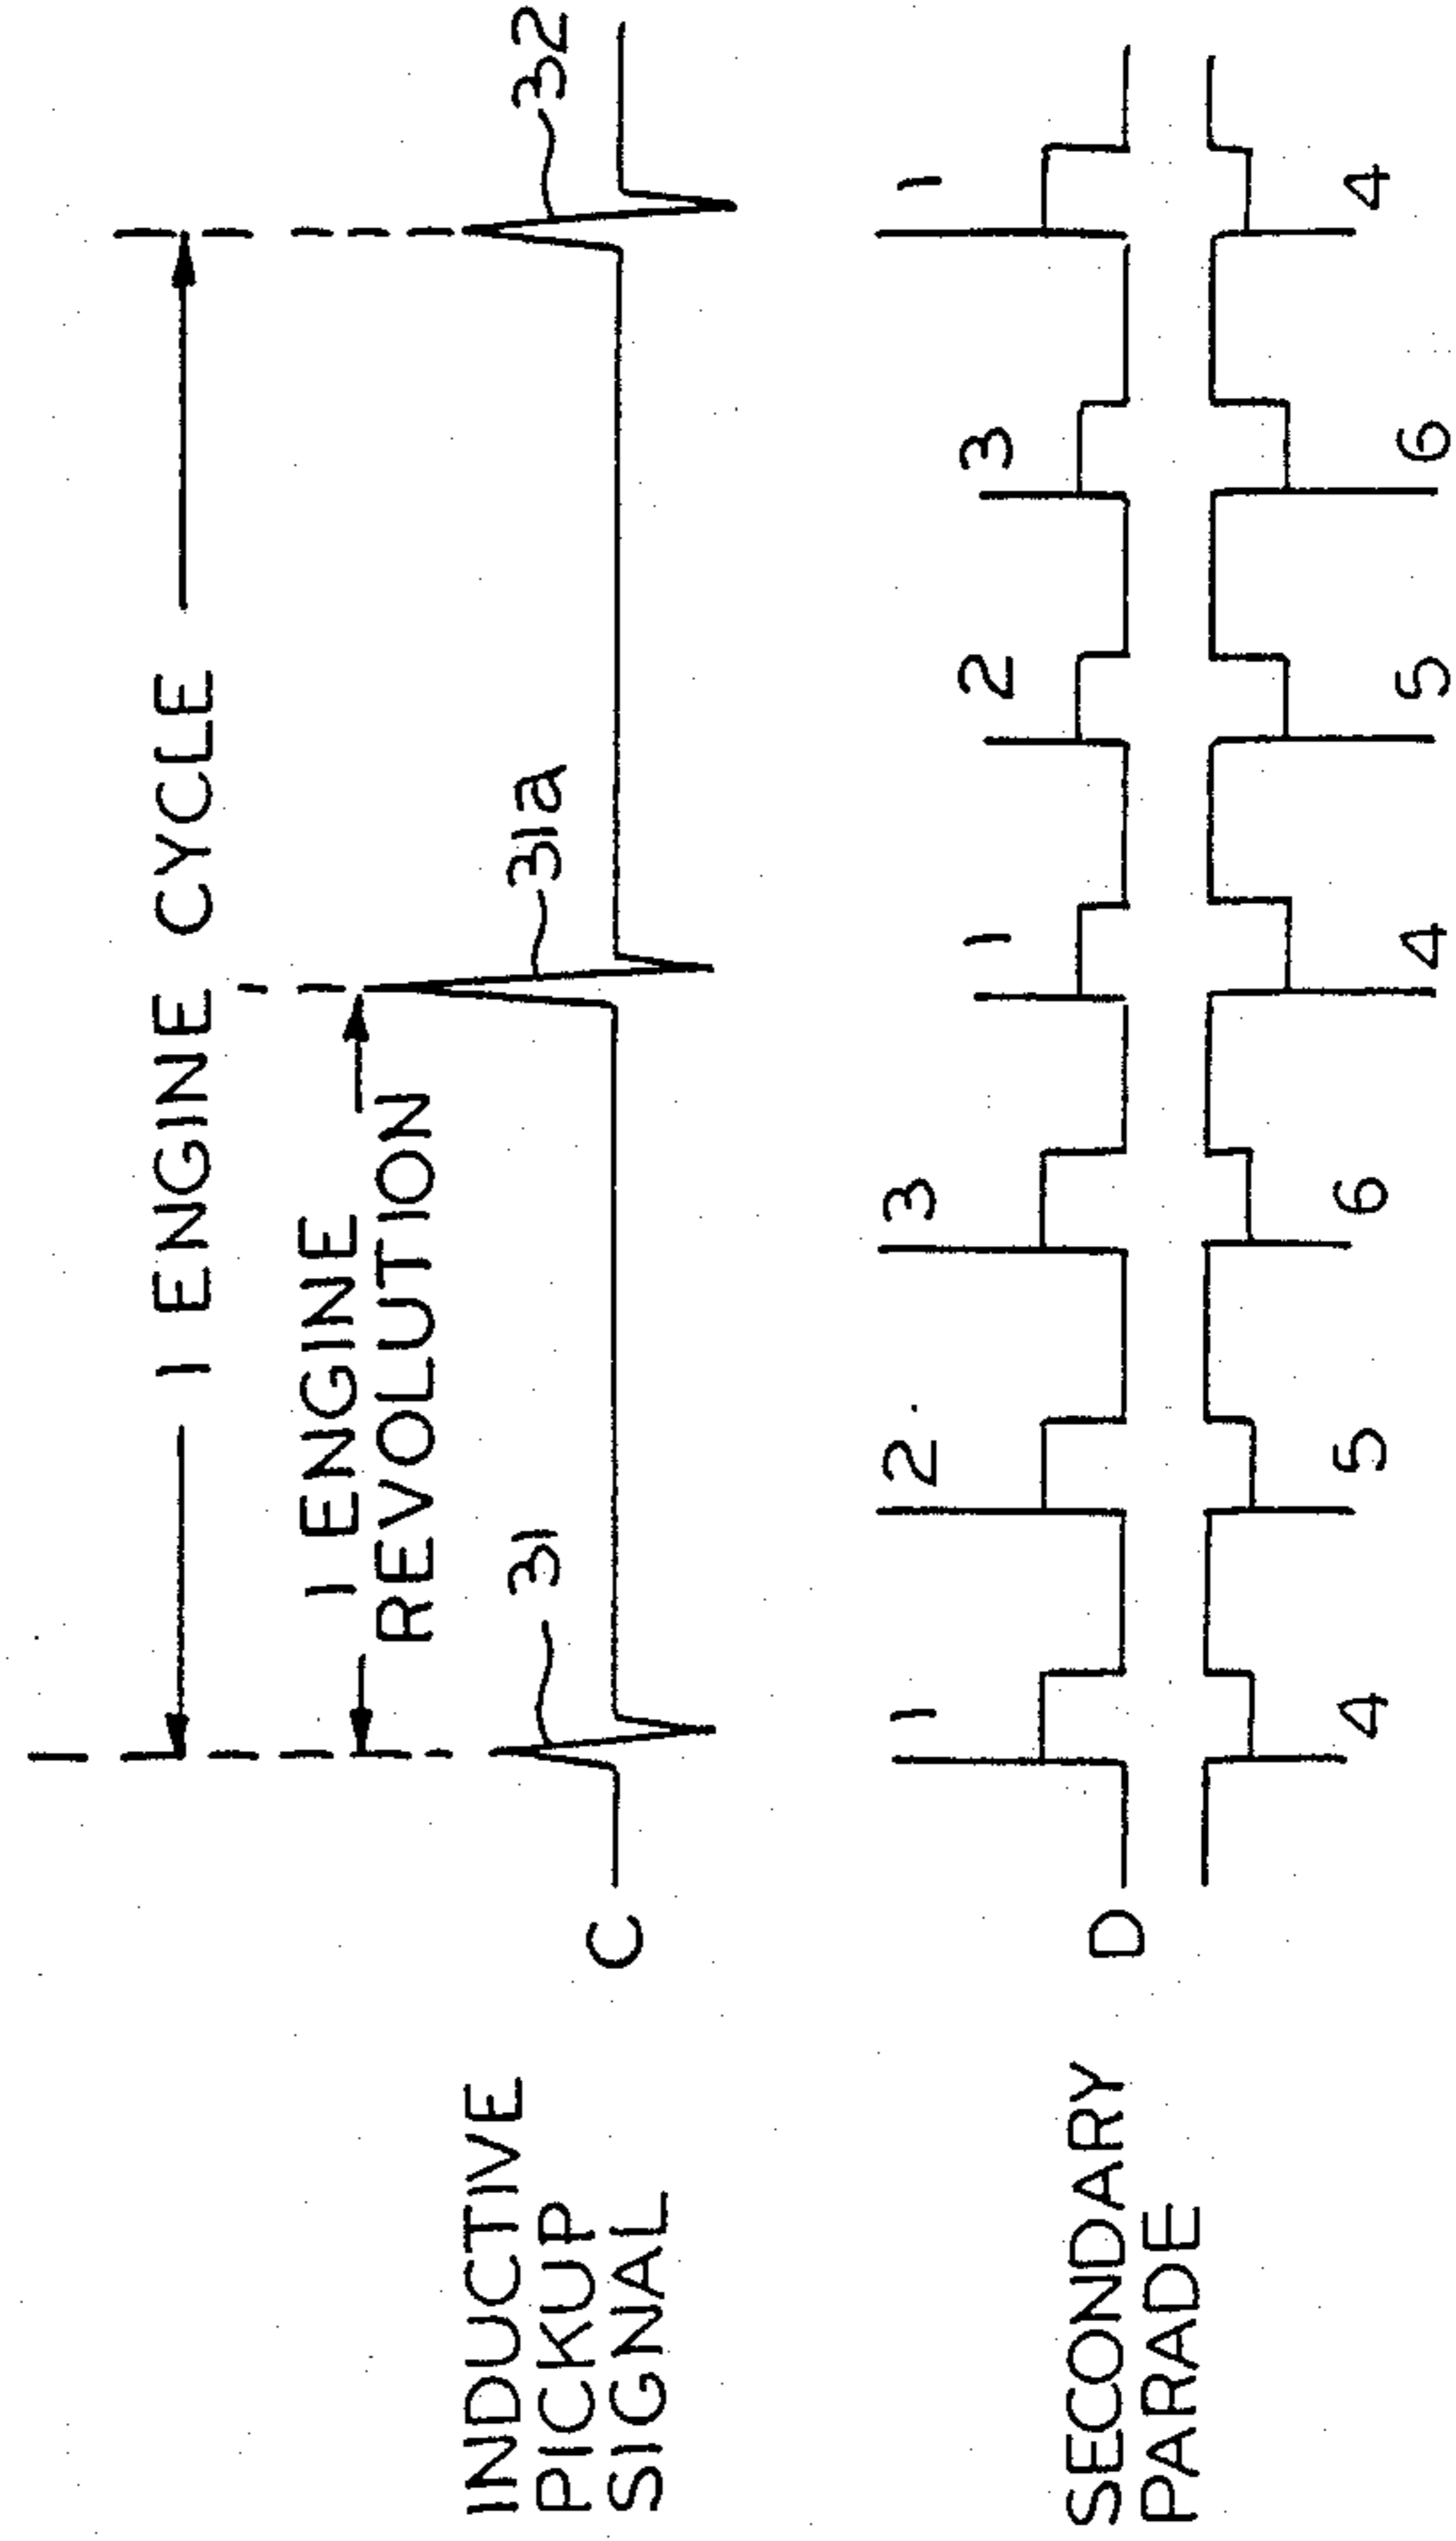 1 ENGINE CYCLE
1 ENGINE
REVOLUTION
31
31a
32
INDUCTIVE
PICKUP
SIGNAL
C
1 2 3 1 2 3 1
SECONDARY
PARADE
D
4 5 6 4 5 6 4